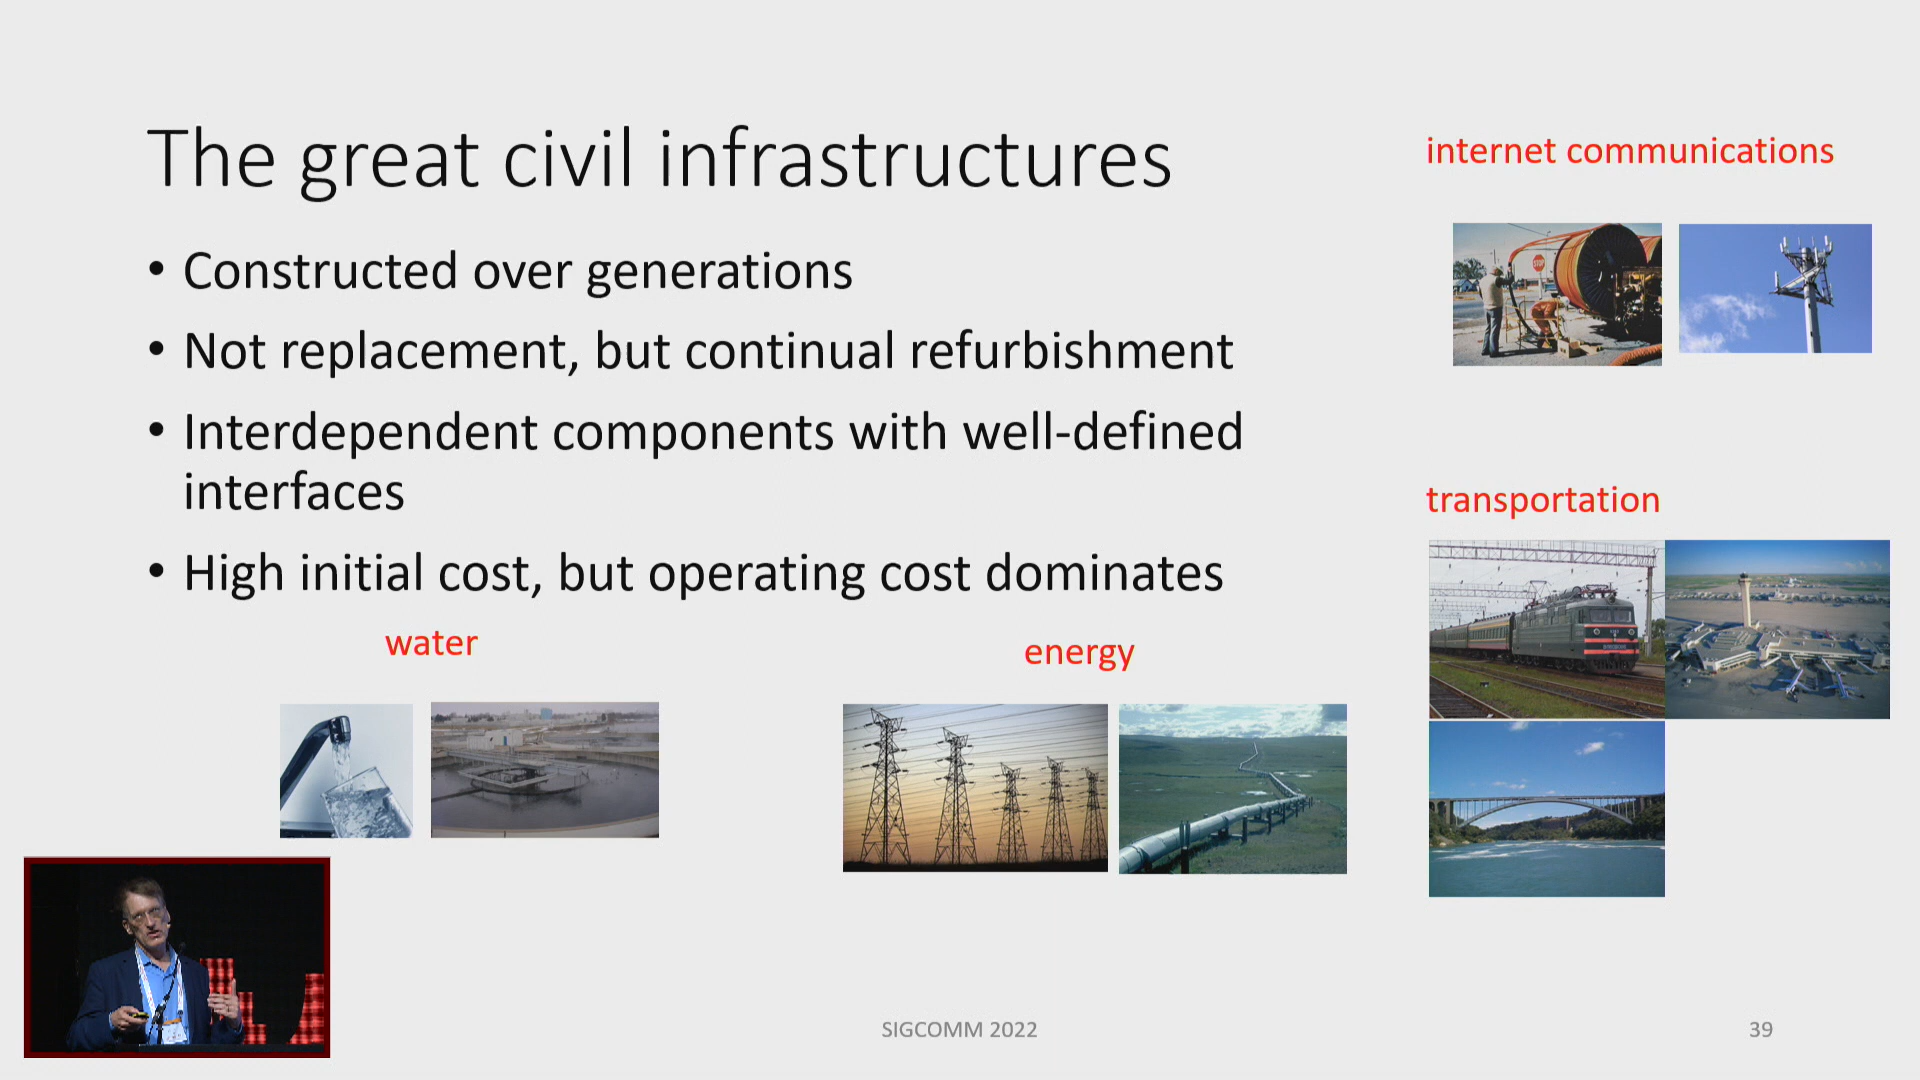 The great civil infrastructures
• Constructed over generations
• Not replacement, but continual refurbishment
• Interdependent components with well-defined
interfaces
• High initial cost, but operating cost dominates
water
energy
internet communications
STOP
transportation
SIGCOMM 2022
39